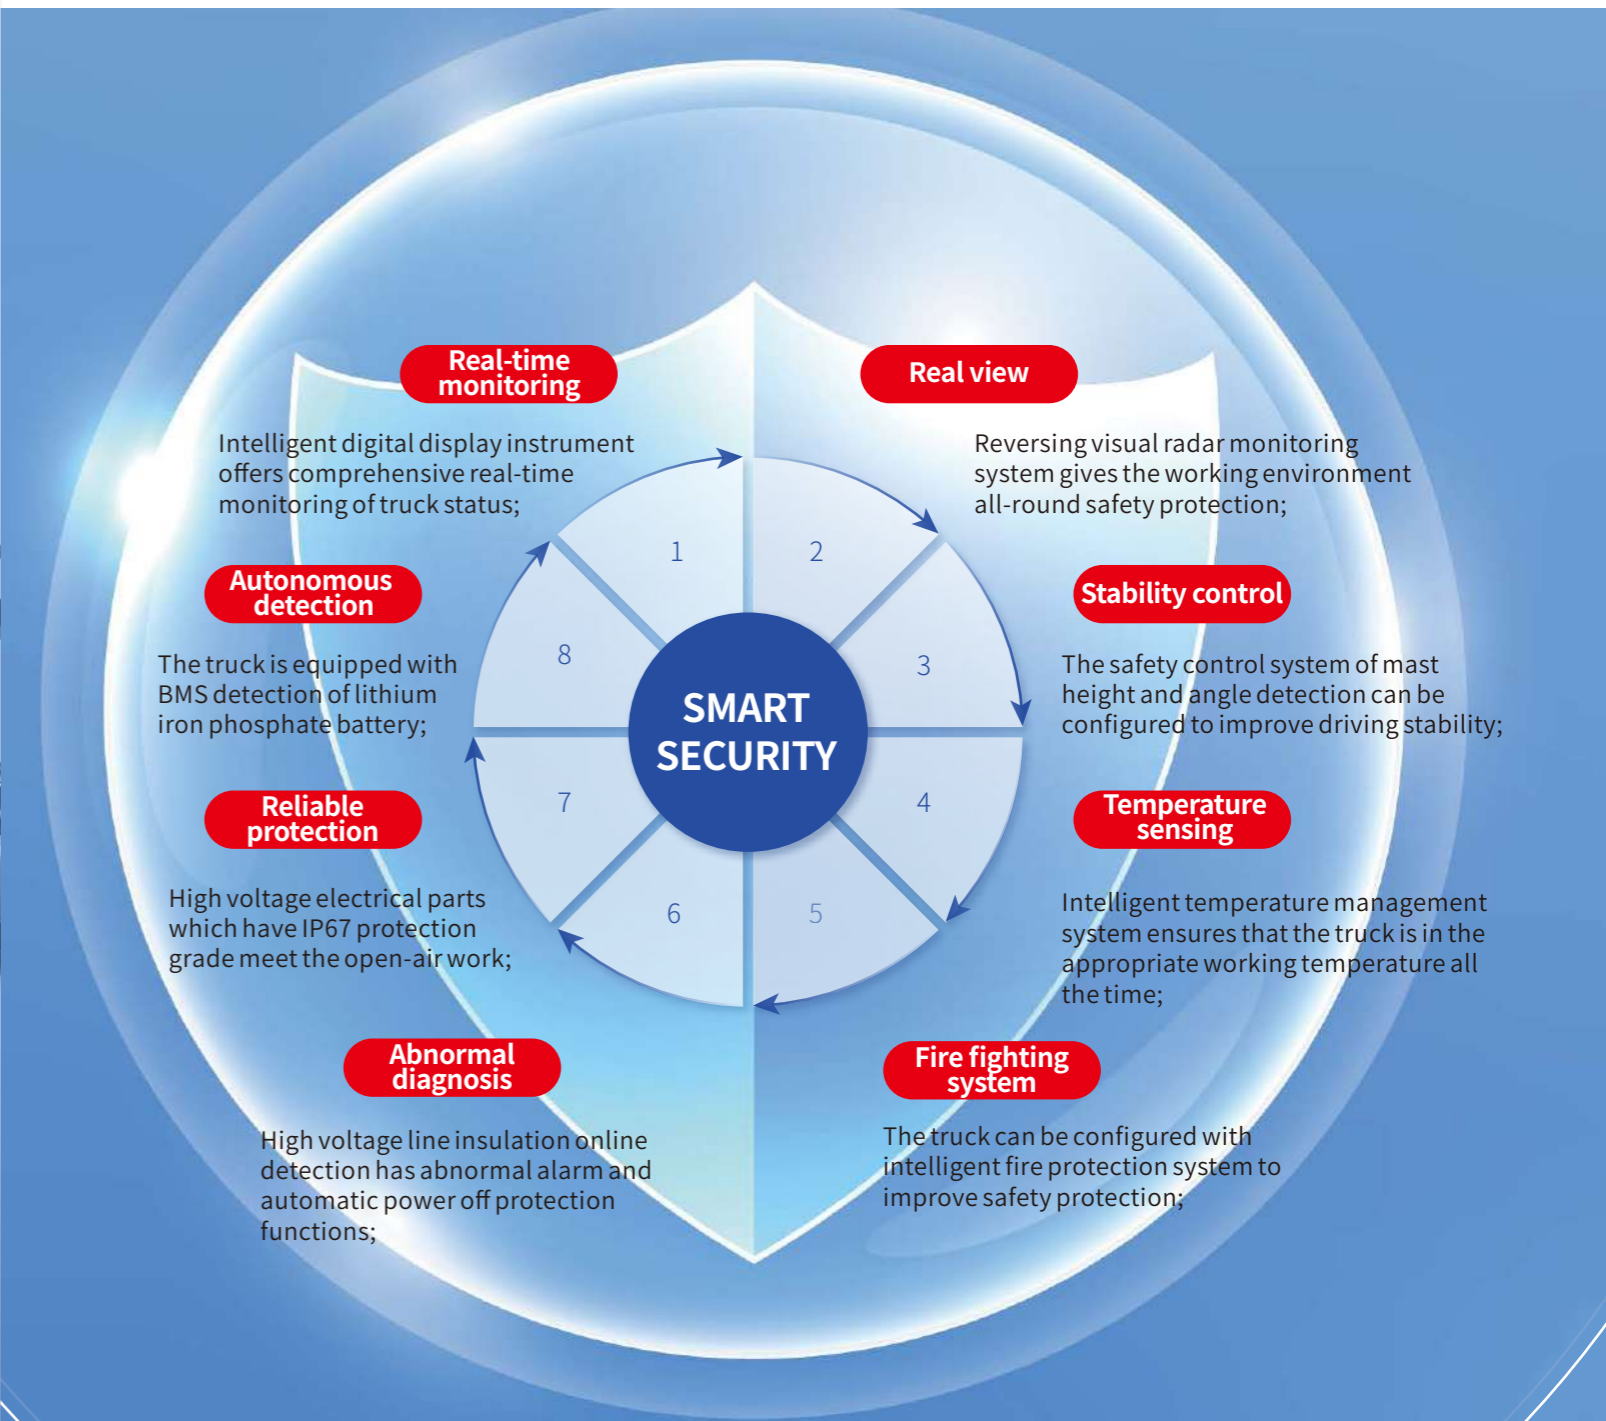 Real-time
monitoring
Intelligent digital display instrument
offers comprehensive real-time
monitoring of truck status;
Real view
Reversing visual radar monitoring
system gives the working environment
all-round safety protection;
Autonomous
detection
The truck is equipped with
BMS detection of lithium
iron phosphate battery;
Stability control
The safety control system of mast
height and angle detection can be
configured to improve driving stability;
1
2
3
4
5
6
7
8
SMART
SECURITY
Reliable
protection
High voltage electrical parts
which have IP67 protection
grade meet the open-air work;
Temperature
sensing
Intelligent temperature management
system ensures that the truck is in the
appropriate working temperature all
the time;
Abnormal
diagnosis
High voltage line insulation online
detection has abnormal alarm and
automatic power off protection
functions;
Fire fighting
system
The truck can be configured with
intelligent fire protection system to
improve safety protection;